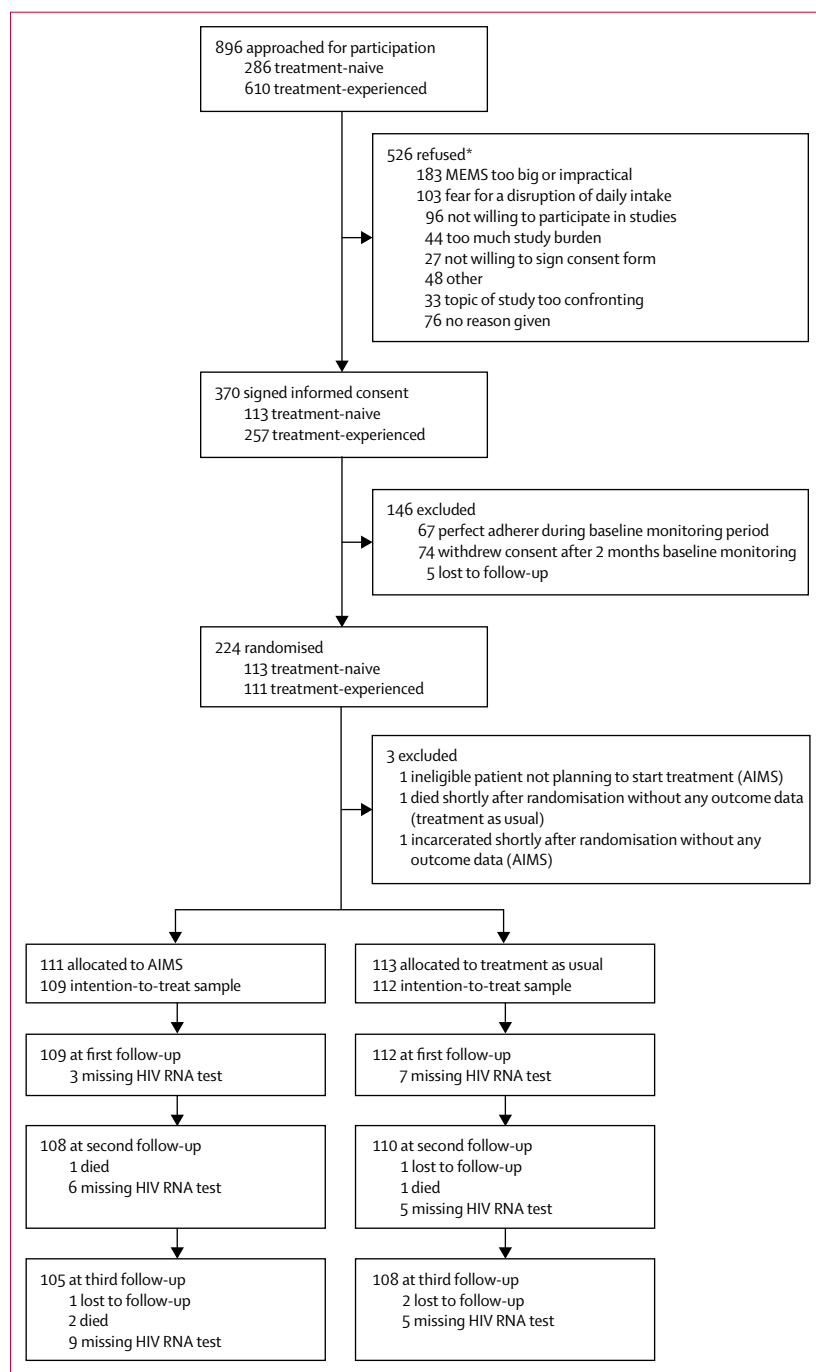 896 approached for participation
286 treatment-naive
610 treatment-experienced
526 refused*
183 MEMS too big or impractical
103 fear for a disruption of daily intake
96 not willing to participate in studies
44 too much study burden
27 not willing to sign consent form
48 other
33 topic of study too confronting
76 no reason given
370 signed informed consent
113 treatment-naive
257 treatment-experienced
146 excluded
67 perfect adherer during baseline monitoring period
74 withdrew consent after 2 months baseline monitoring
5 lost to follow-up
224 randomised
113 treatment-naive
111 treatment-experienced
3 excluded
1 ineligible patient not planning to start treatment (AIMS)
1 died shortly after randomisation without any outcome data
(treatment as usual)
1 incarcerated shortly after randomisation without any
outcome data (AIMS)
111 allocated to AIMS
109 intention-to-treat sample
113 allocated to treatment as usual
112 intention-to-treat sample
109 at first follow-up
3 missing HIV RNA test
112 at first follow-up
7 missing HIV RNA test
108 at second follow-up
1 died
6 missing HIV RNA test
110 at second follow-up
1 lost to follow-up
1 died
5 missing HIV RNA test
105 at third follow-up
1 lost to follow-up
2 died
9 missing HIV RNA test
108 at third follow-up
2 lost to follow-up
5 missing HIV RNA test